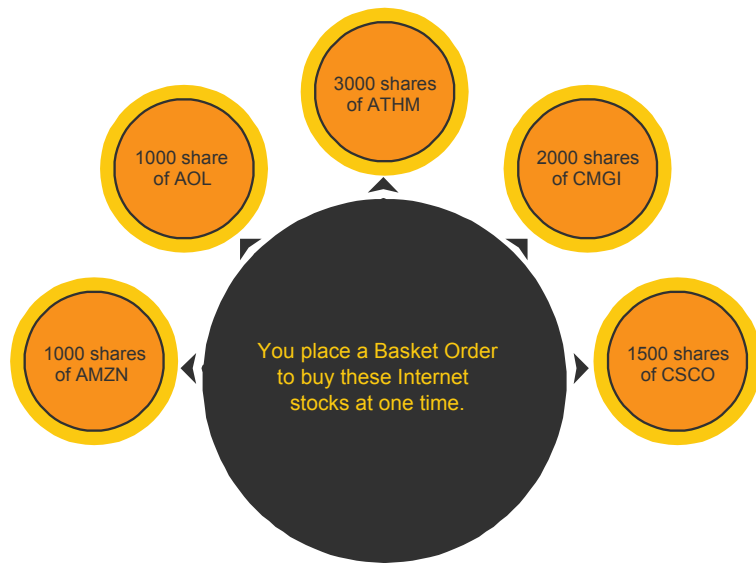 3000 shares
of ATHM
1000 share
of AOL
2000 shares
of CMGI
1000 shares
of AMZN
You place a Basket Order
to buy these Internet
stocks at one time.
1500 shares
of CSCO